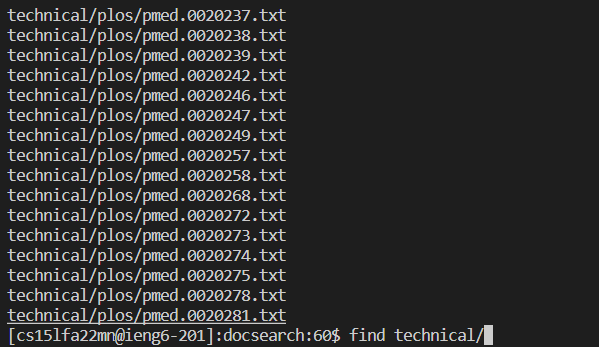 technical/plos/pmed.0020237.txt
technical/plos/pmed.0020238.txt
technical/plos/pmed.0020239.txt
technical/plos/pmed.0020242.txt
technical/plos/pmed.0020246.txt
technical/plos/pmed.0020247.txt
technical/plos/pmed.0020249.txt
technical/plos/pmed.0020257.txt
technical/plos/pmed.0020258.txt
technical/plos/pmed.0020268.txt
technical/plos/pmed.0020272.txt
technical/plos/pmed.0020273.txt
technical/plos/pmed.0020274.txt
technical/plos/pmed.0020275.txt
technical/plos/pmed.0020278.txt
technical/plos/pmed.0020281.txt
[cs15lfa22mn@ieng6-201]:docsearch:60$ find technical/